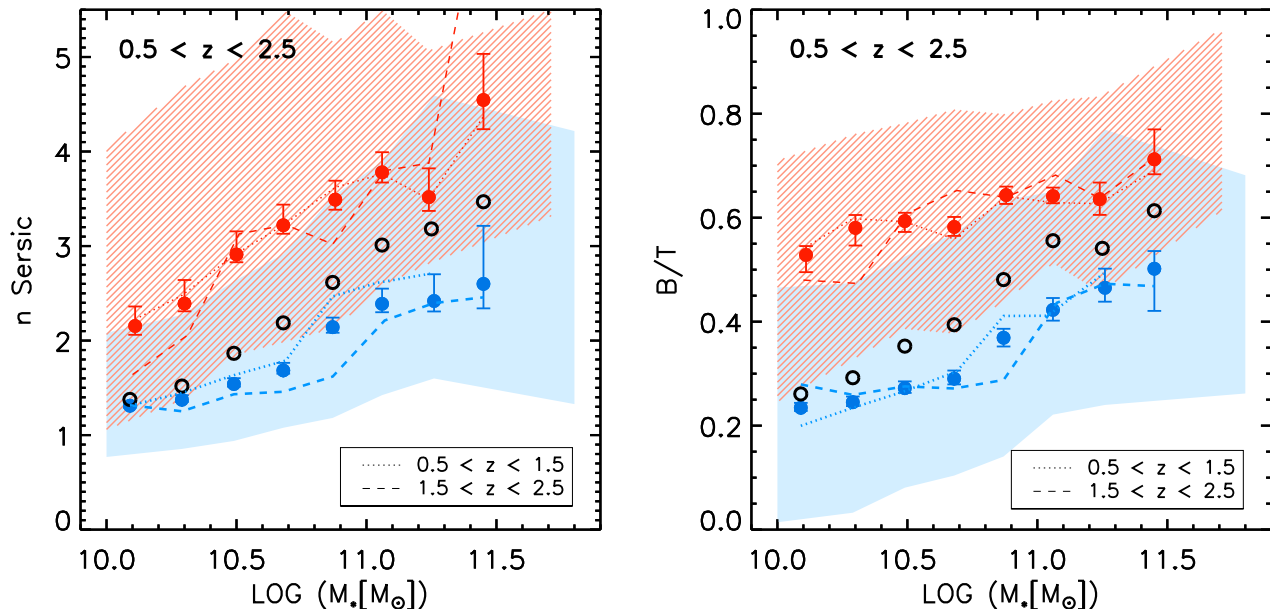 0.5 < z < 2.5
n Sersic
5
4
3
2
1
0
0.5 < z < 1.5
1.5 < z < 2.5
10.0 10.5 11.0 11.5
LOG (M*[M⊙])
0.5 < z < 2.5
B/T
1.0
0.8
0.6
0.4
0.2
0.0
0.5 < z < 1.5
1.5 < z < 2.5
10.0 10.5 11.0 11.5
LOG (M*[M⊙])